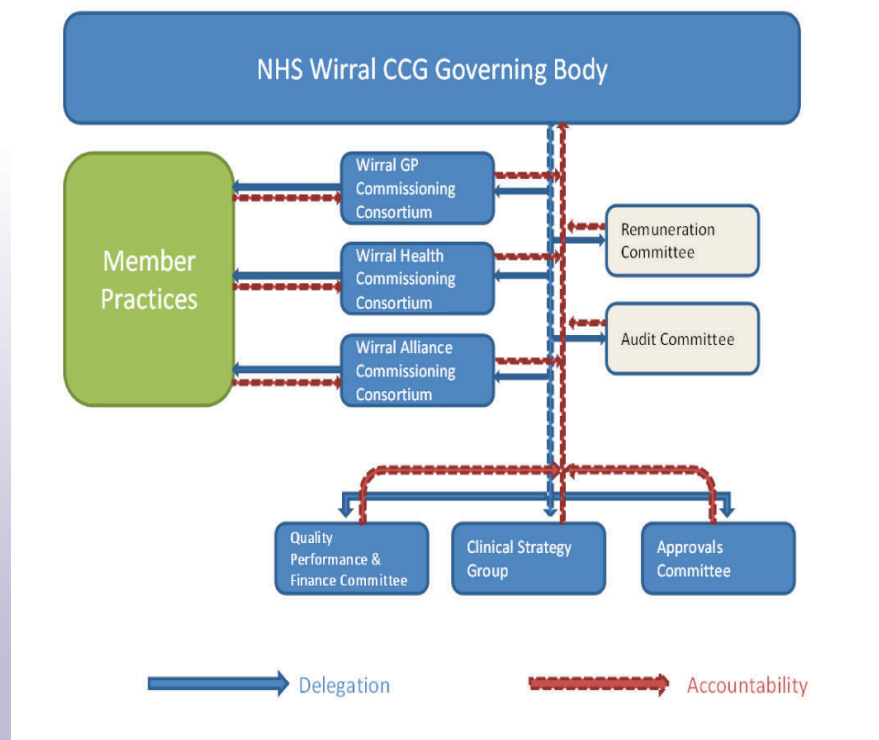 NHS Wirral CCG Governing Body
Member
Practices
Wirral GP
Commissioning
Consortium
Wirral Health
Commissioning
Consortium
Wirral Alliance
Commissioning
Consortium
Remuneration
Committee
Audit Committee
Quality
Performance &
Finance Committee
Clinical Strategy
Group
Approvals
Committee
Delegation
Accountability